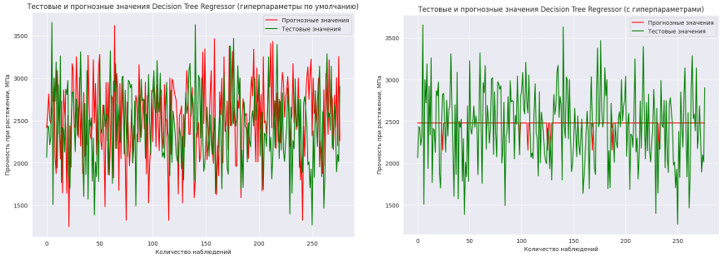 Тестовые и прогнозные значения Decision Tree Regressor (гиперпараметры по умолчанию)
Прогнозные значения
Тестовые значения
Прочность при растяжении, МПа
3500
3000
2500
2000
1500
0
50
100
150
200
250
Количество наблюдений
Тестовые и прогнозные значения Decision Tree Regressor (с гиперпараметрами)
Прогнозные значения
Тестовые значения
Прочность при растяжении, МПа
3500
3000
2500
2000
1500
0
50
100
150
200
250
Количество наблюдений